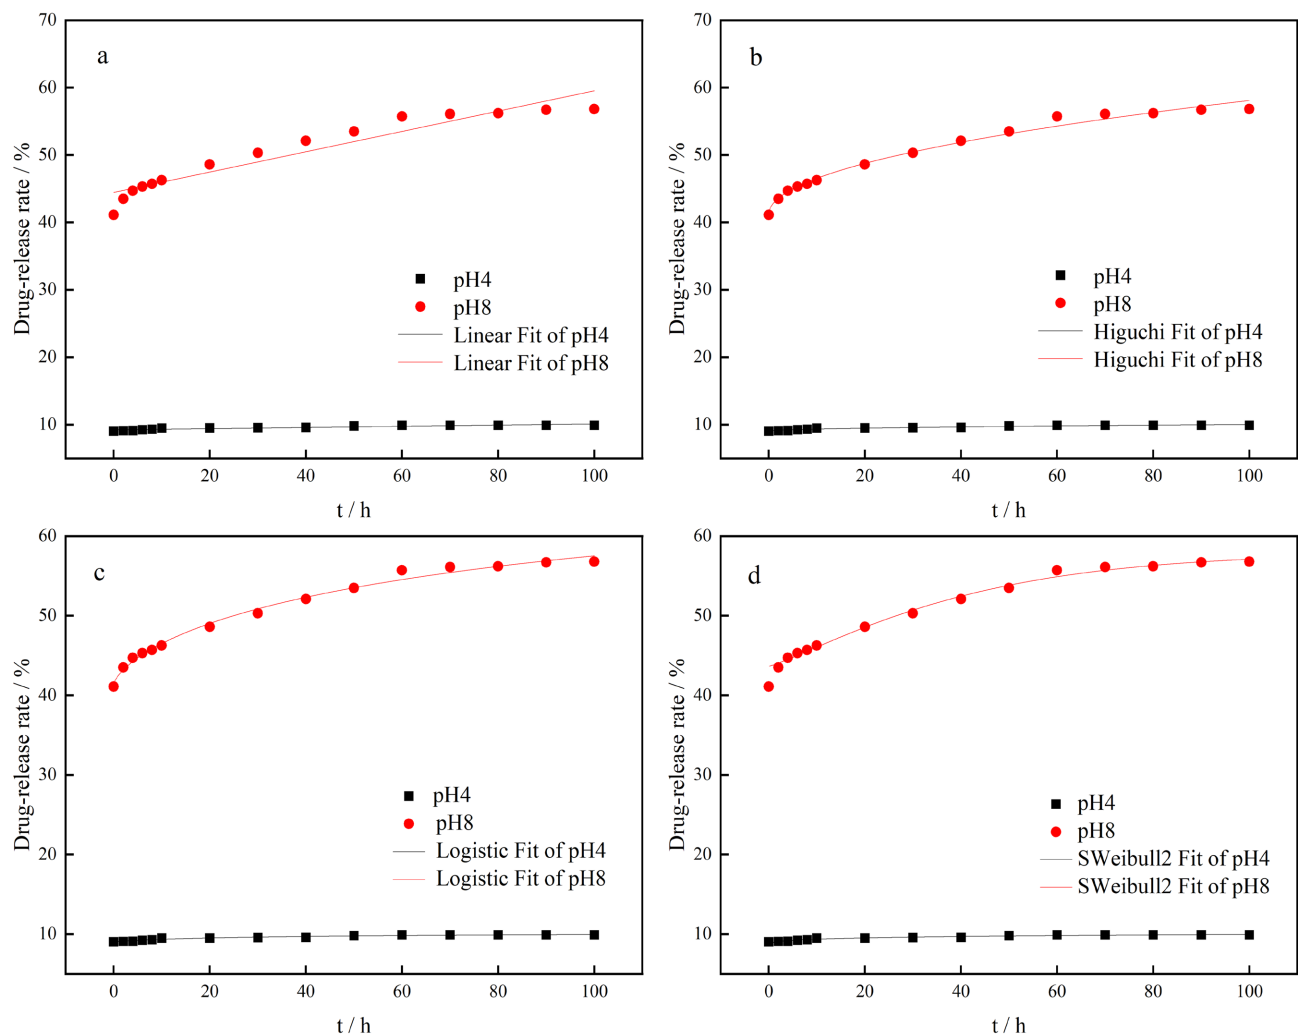 a
70
60
50
40
30
20
10
Drug-release rate / %
pH4
pH8
Linear Fit of pH4
Linear Fit of pH8
0 20 40 60 80 100
t / h
b
70
60
50
40
30
20
10
Drug-release rate / %
pH4
pH8
Higuchi Fit of pH4
Higuchi Fit of pH8
0 20 40 60 80 100
t / h
c
60
50
40
30
20
10
Drug-release rate / %
pH4
pH8
Logistic Fit of pH4
Logistic Fit of pH8
0 20 40 60 80 100
t / h
d
60
50
40
30
20
10
Drug-release rate / %
pH4
pH8
SWeibull2 Fit of pH4
SWeibull2 Fit of pH8
0 20 40 60 80 100
t / h